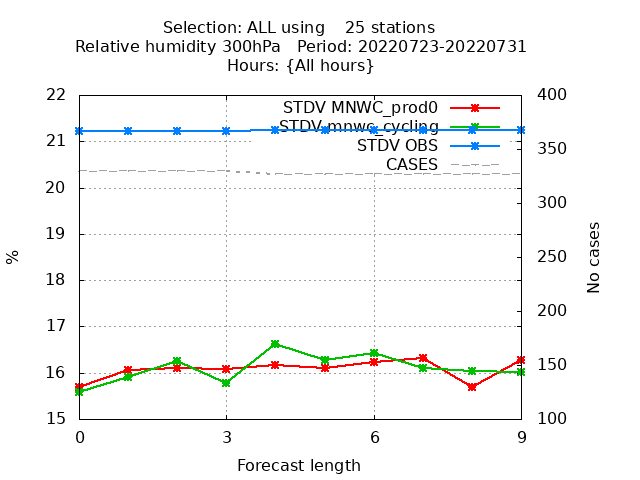 Selection: ALL using    25 stations
Relative humidity 300hPa   Period: 20220723-20220731
Hours: {All hours}
22
21
20
19
18
17
16
15
%
400
350
300
250
200
150
100
No cases
STDV MNWC_prod0
STDV mnwc_cycling
STDV OBS
CASES
0 3 6 9
Forecast length